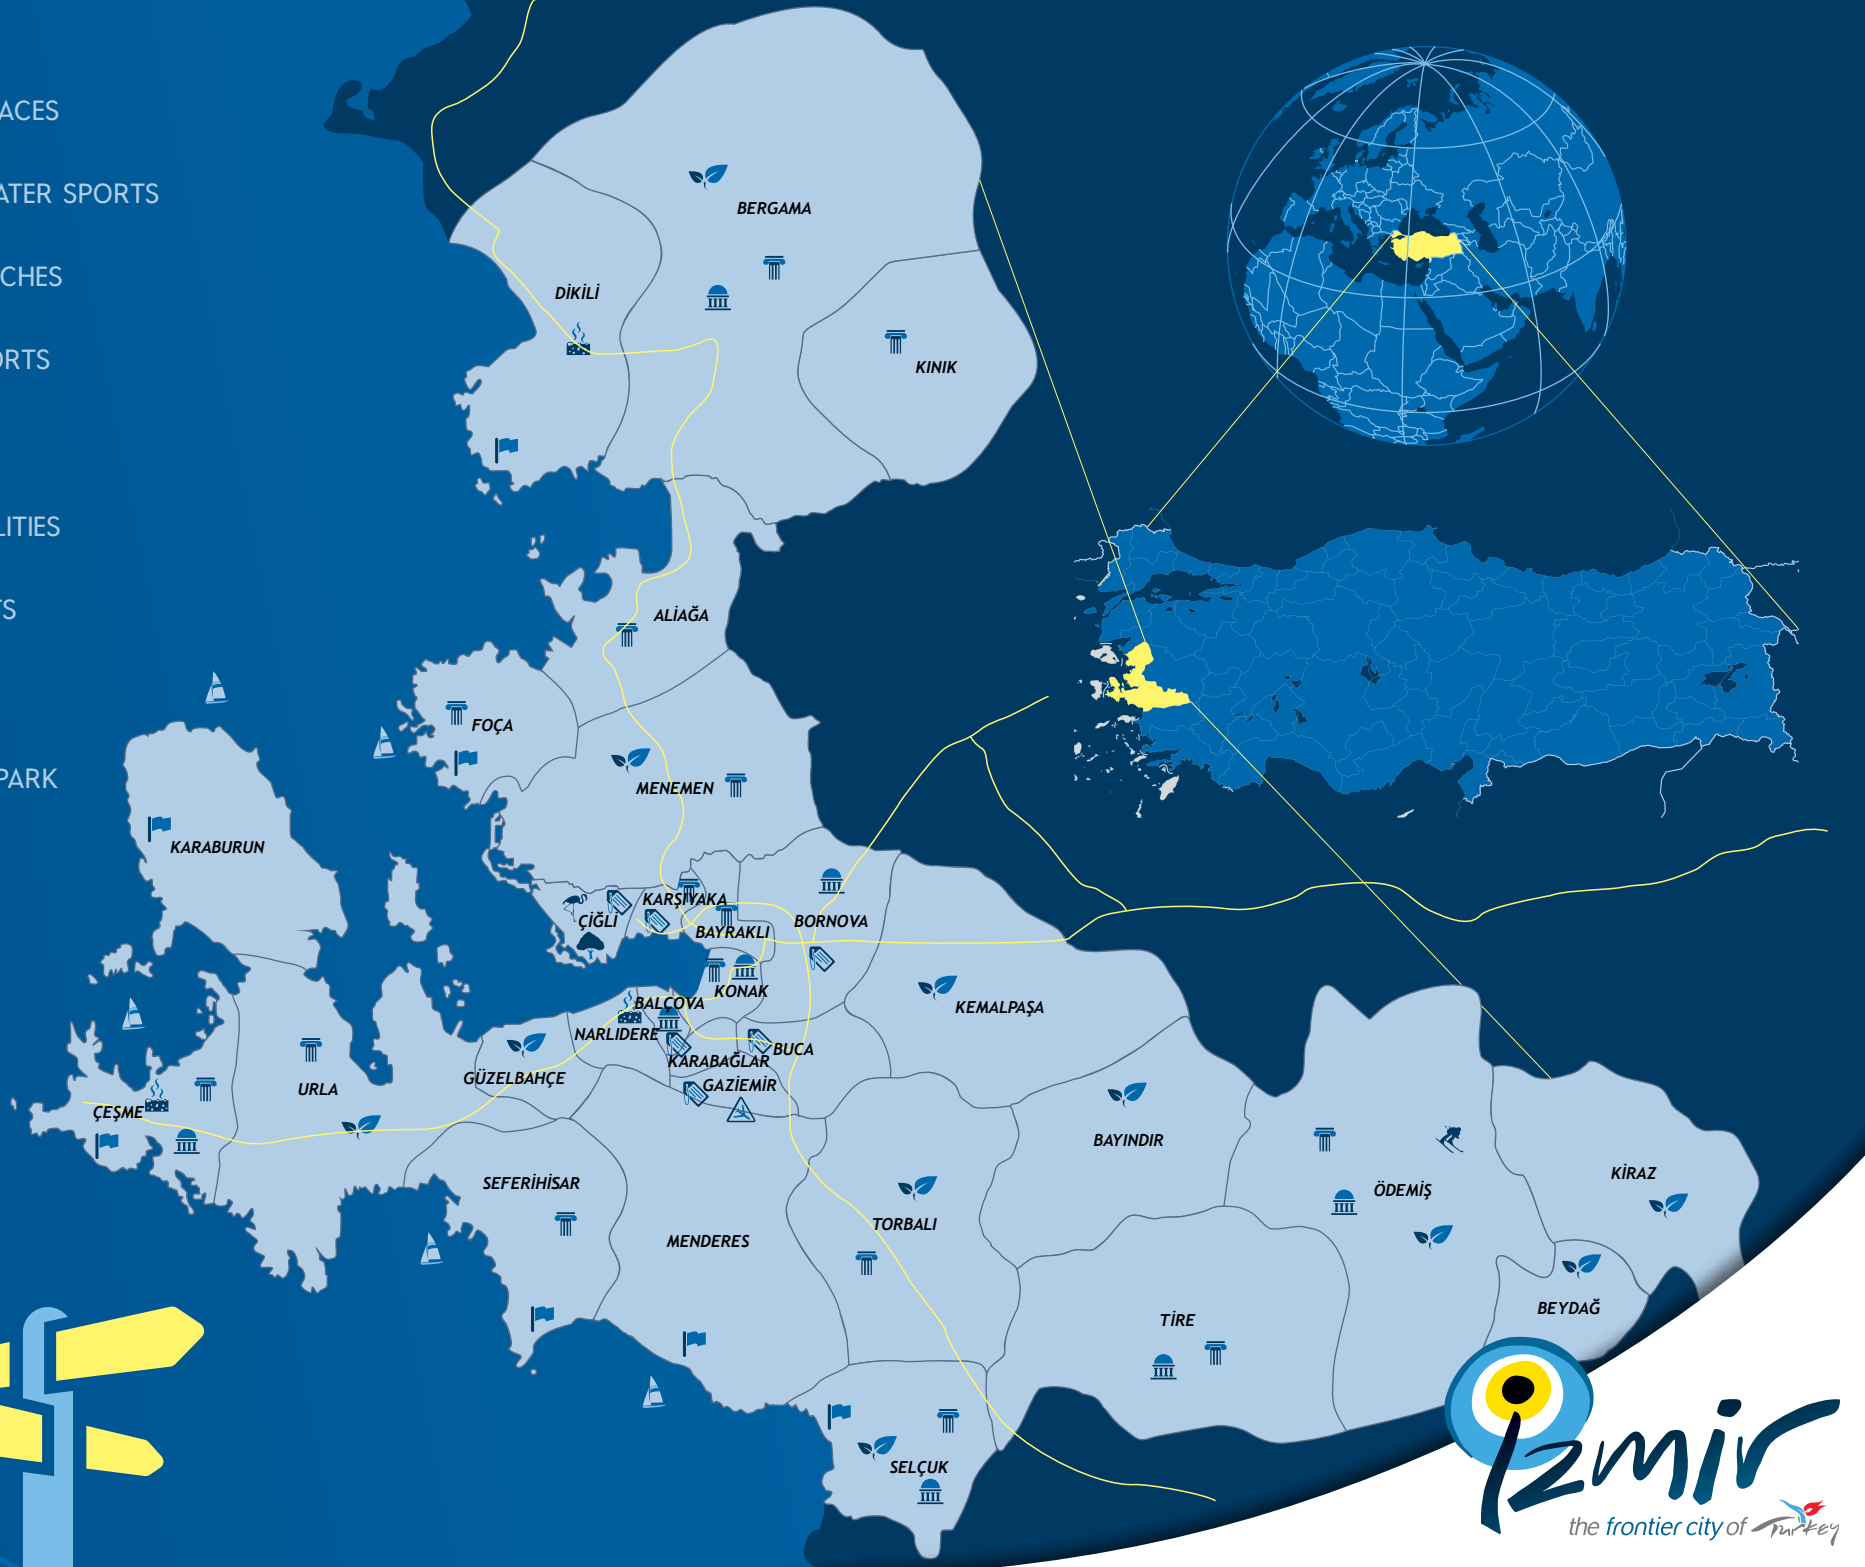 ACES
ATER SPORTS
CHES
ORTS
LITIES
TS
PARK
BERGAMA
DİKİLİ
KINIK
ALİAĞA
FOÇA
MENEMEN
KARABURUN
KARŞIYAKA
ÇİĞLİ
BAYRAKLI
BORNOVA
KONAK
BALÇOVA
KEMALPAŞA
NARLIDERE
BUCA
KARABAĞLAR
GÜZELBAHÇE
GAZİEMİR
URLA
ÇEŞME
BAYINDIR
SEFERİHİSAR
KİRAZ
ÖDEMİŞ
TORBALI
MENDERES
BEYDAĞ
TİRE
SELÇUK
izmir
the frontier city of Turkey